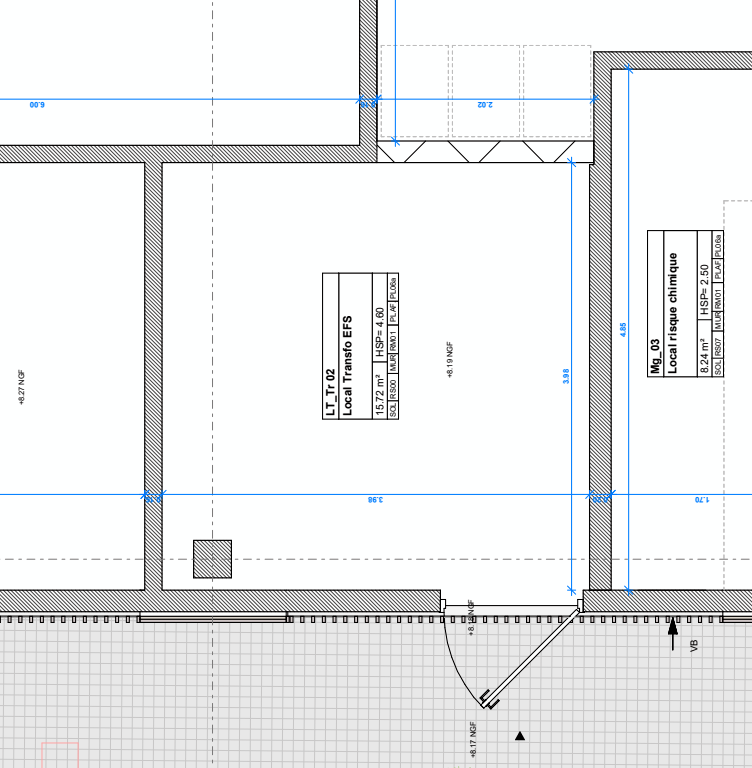 6.00
2.02
LT_Tr 02
Local Transfo EFS
15.72 m² HSP= 4.60
SOL RS00 MUR RM01 PLAF PL06a
+8.19 NGF
3.98
4.85
Mg_03
Local risque chimique
8.24 m² HSP= 2.50
SOL RS07 MUR RM01 PLAF PL06a
+8.27 NGF
3.98
1.70
VB
+8.17 NGF